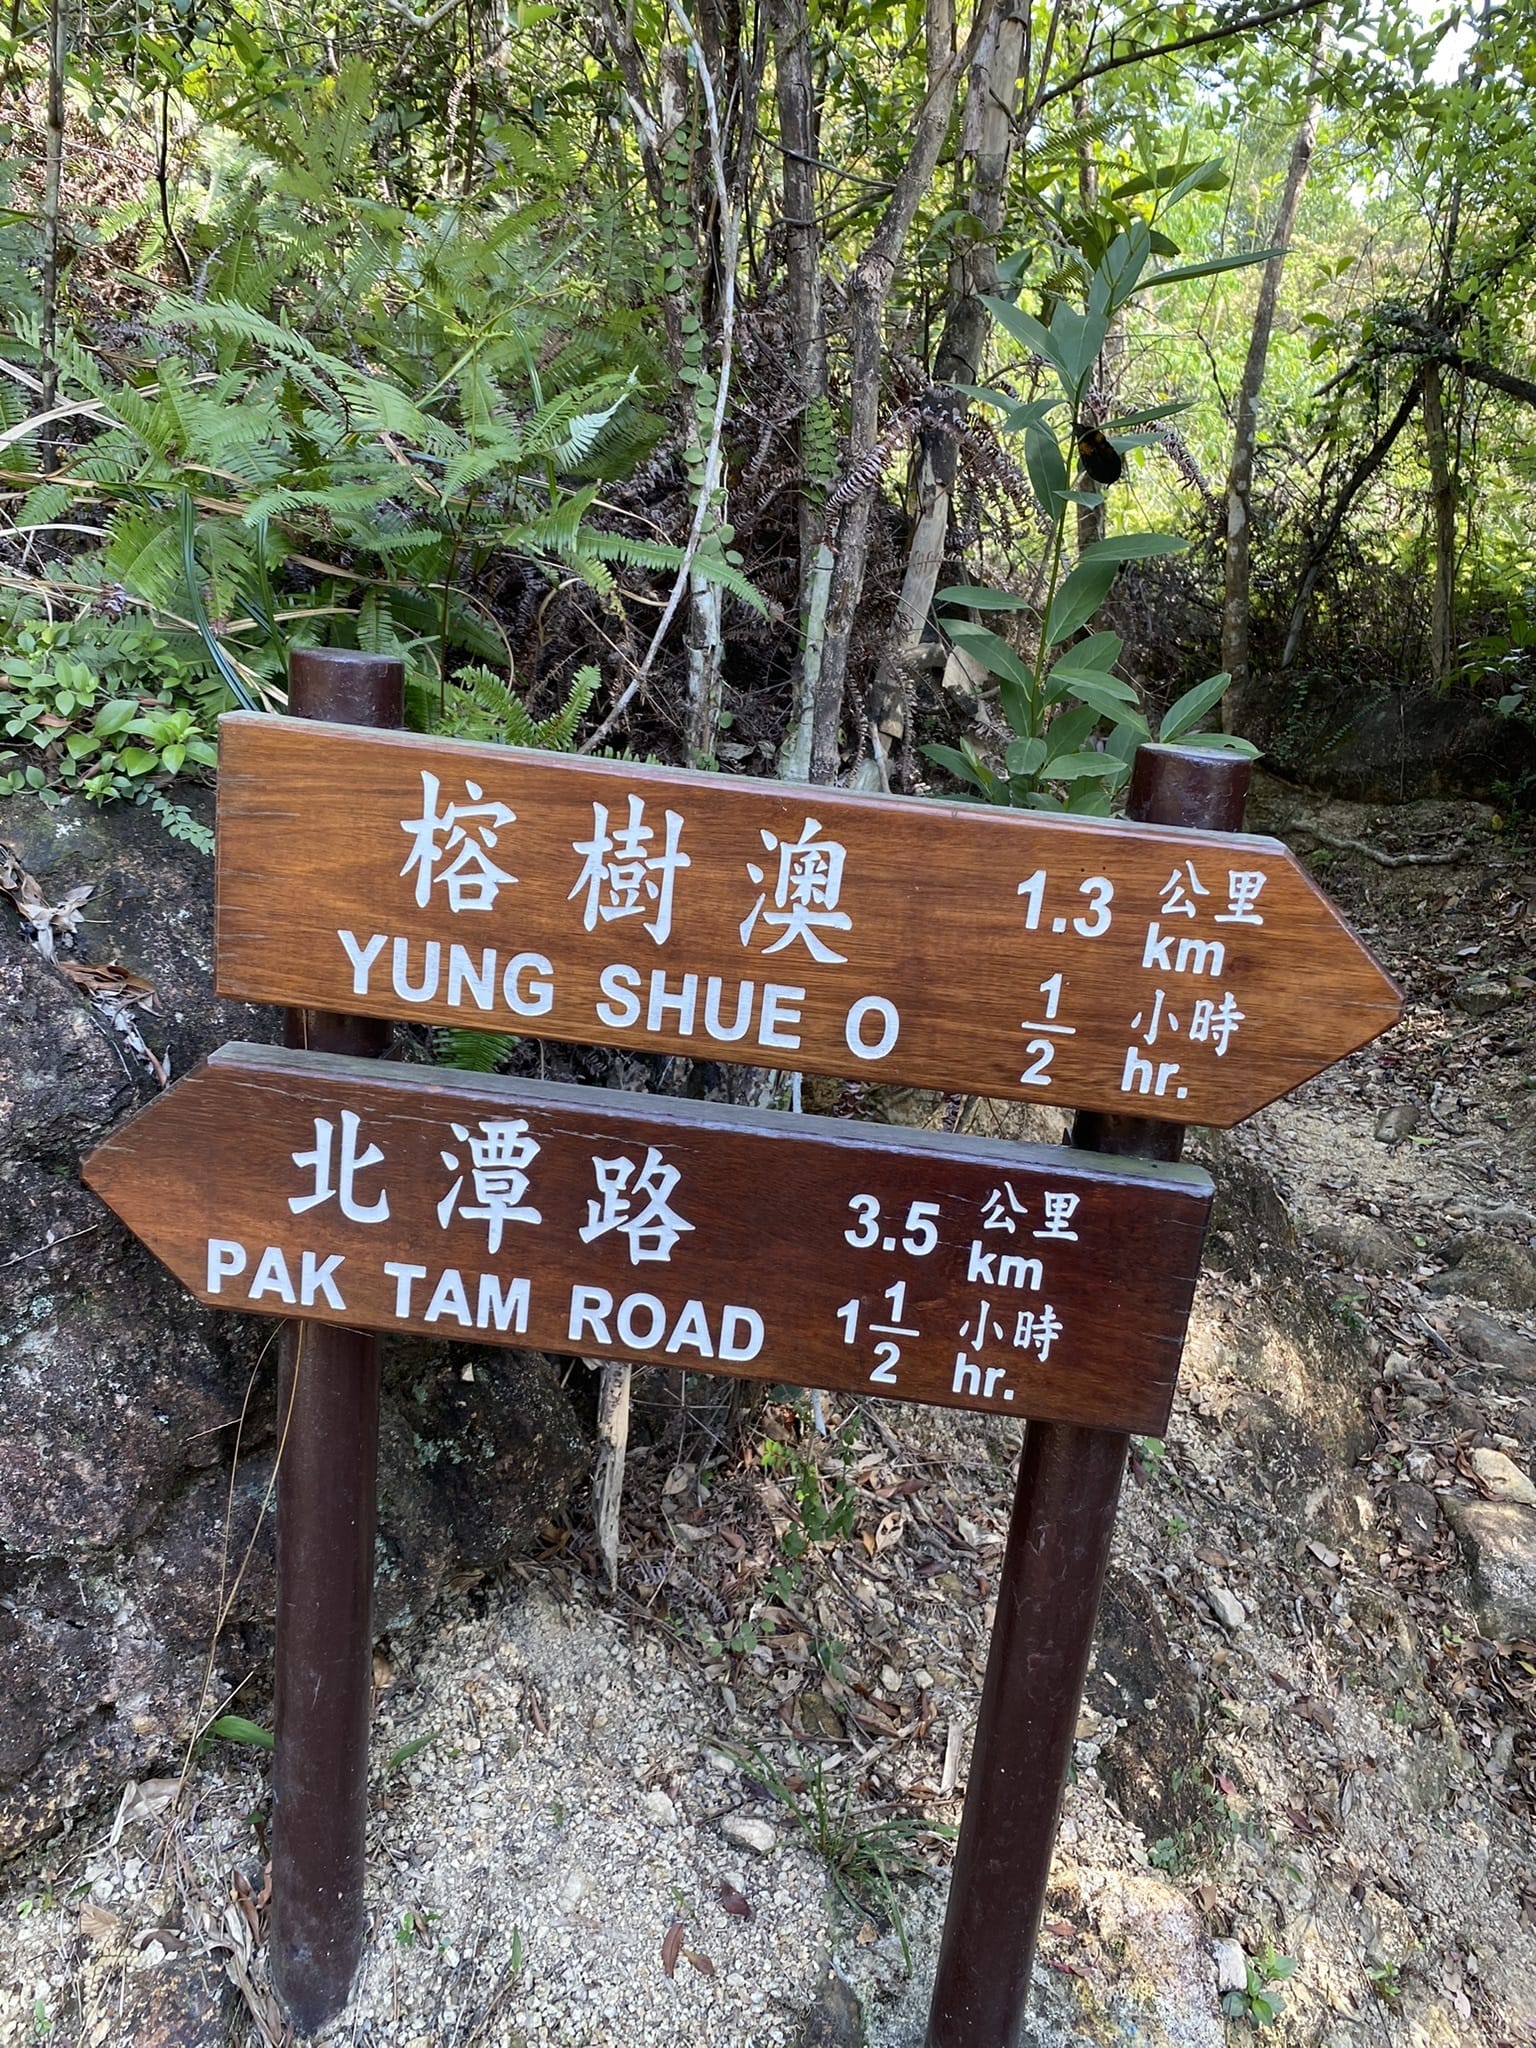 榕樹澳 1.3 公里
km
YUNG SHUE O 1/2 小時
hr.
北潭路 3.5 公里
km
PAK TAM ROAD 1 1/2 小時
hr.